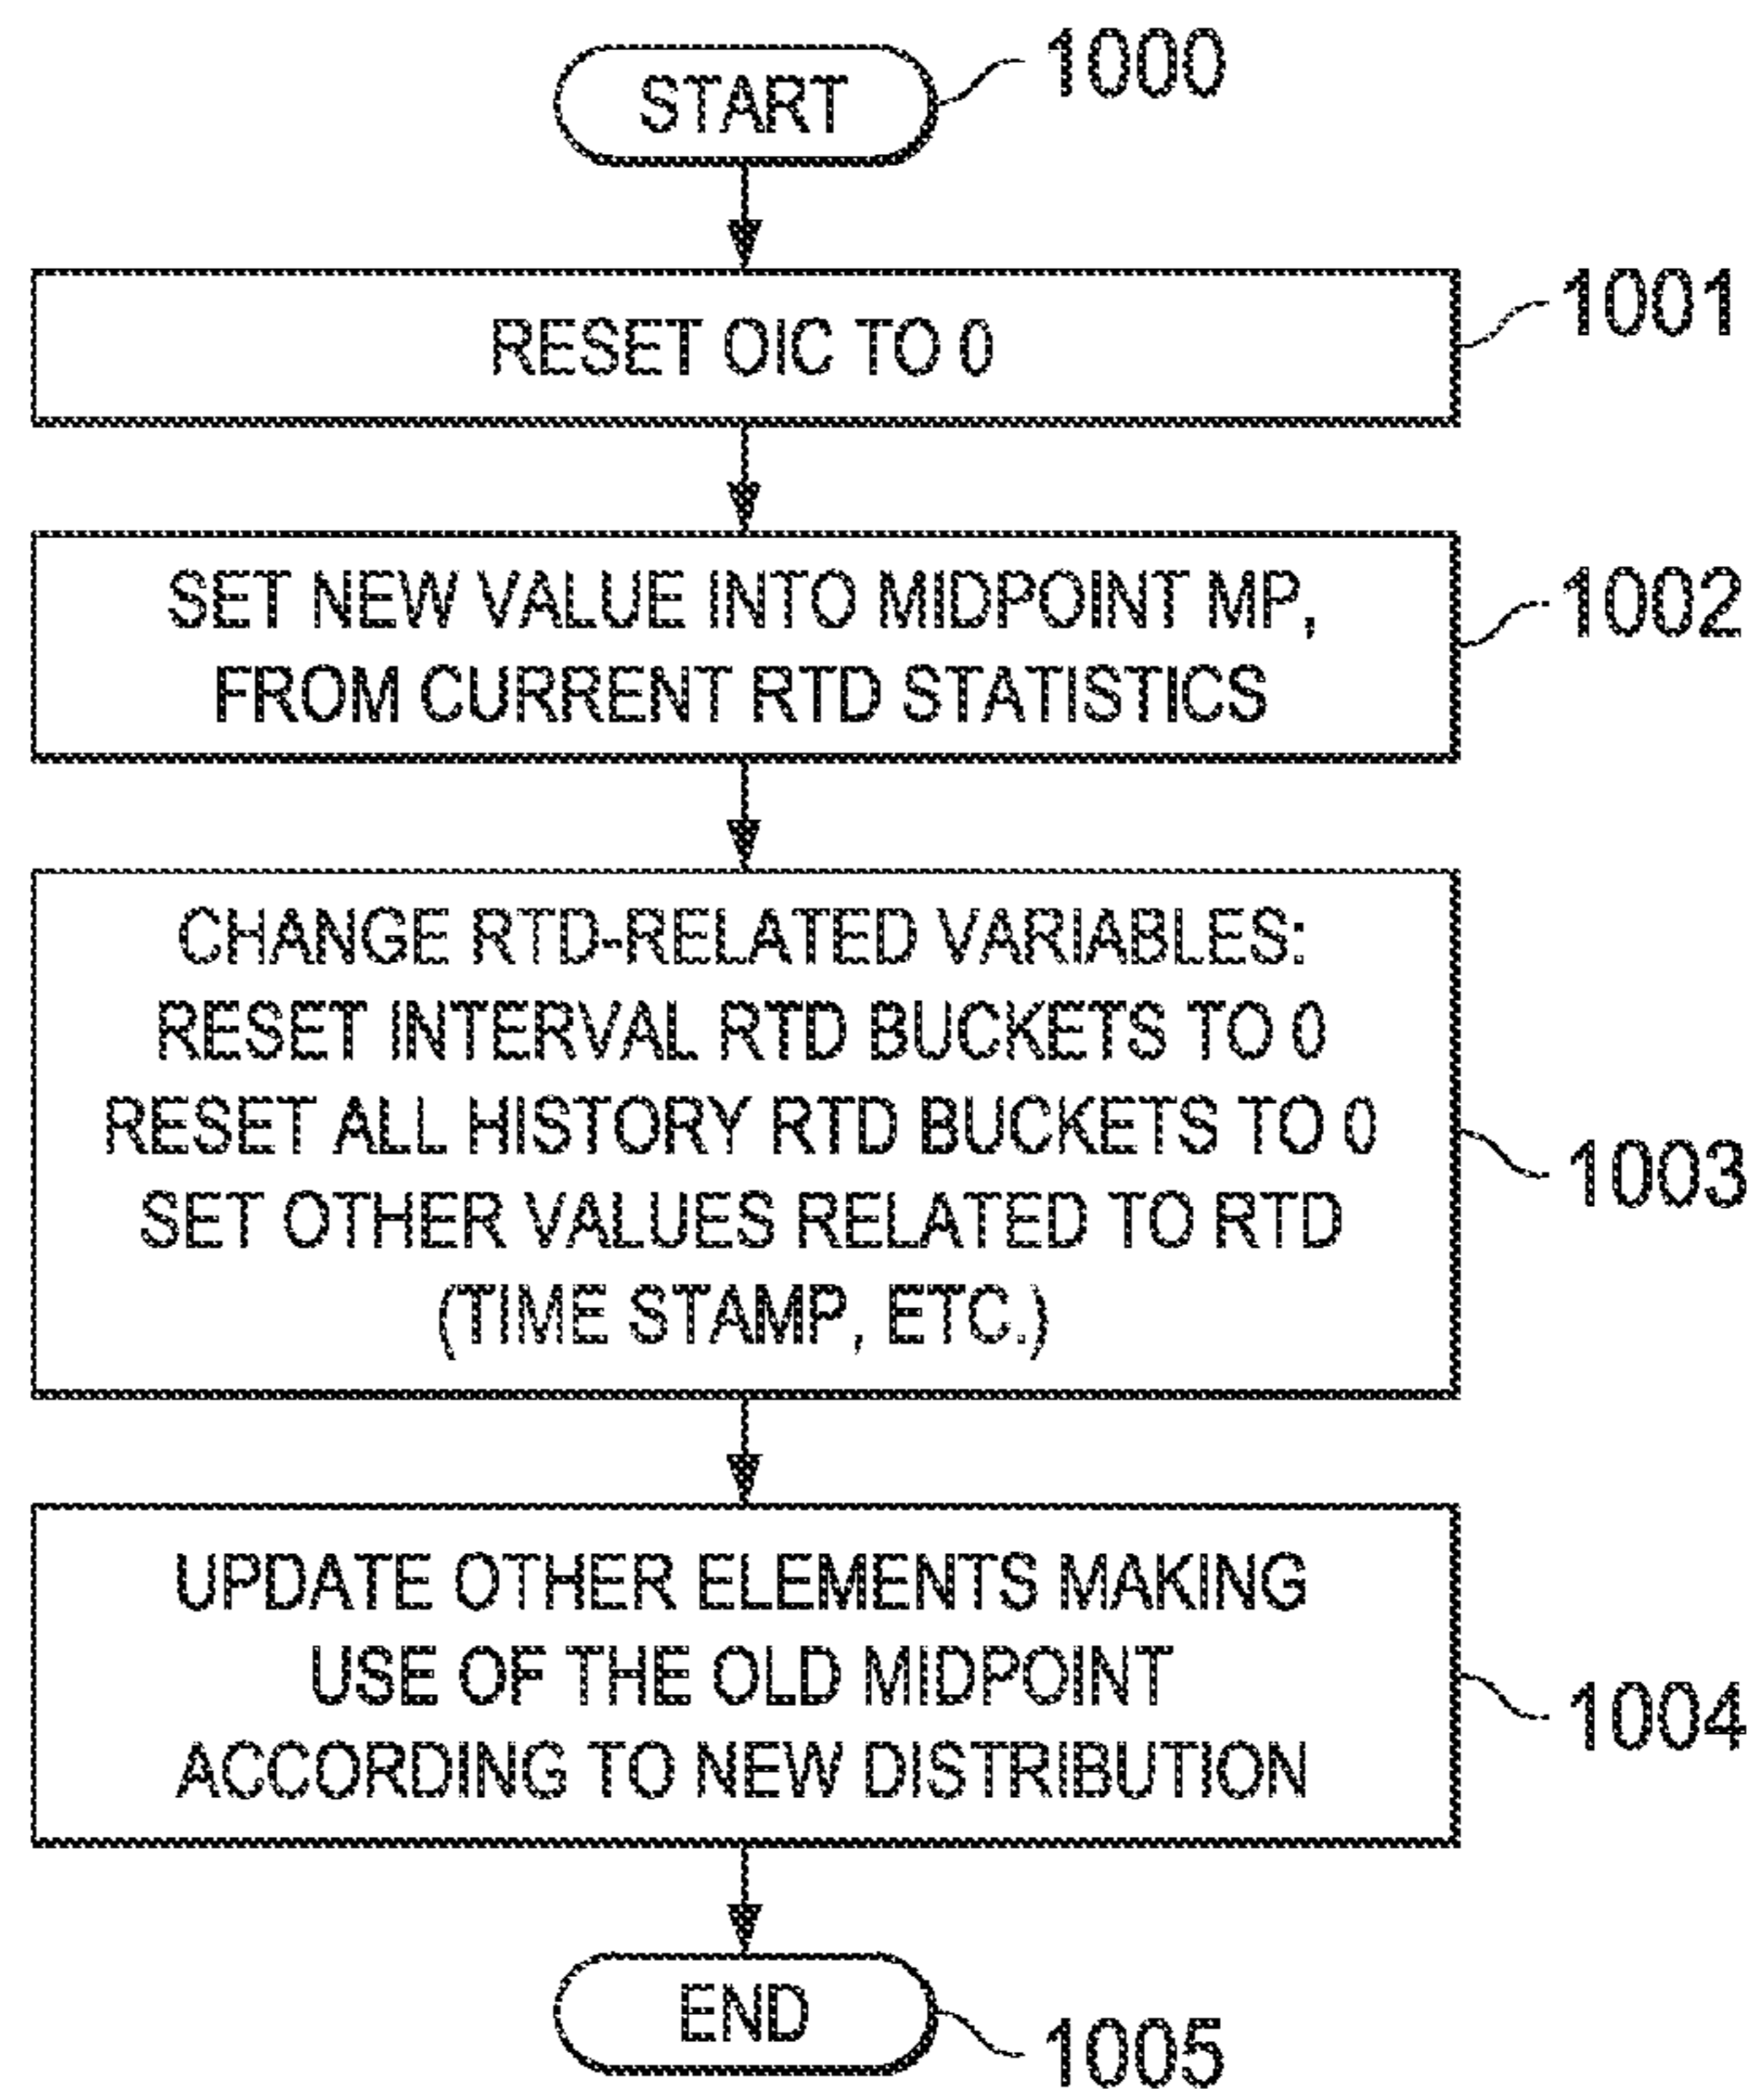 START
1000
RESET OIC TO 0
1001
SET NEW VALUE INTO MIDPOINT MP,
FROM CURRENT RTD STATISTICS
1002
CHANGE RTD-RELATED VARIABLES:
RESET INTERVAL RTD BUCKETS TO 0
RESET ALL HISTORY RTD BUCKETS TO 0
SET OTHER VALUES RELATED TO RTD
(TIME STAMP, ETC.)
1003
UPDATE OTHER ELEMENTS MAKING
USE OF THE OLD MIDPOINT
ACCORDING TO NEW DISTRIBUTION
1004
END
1005